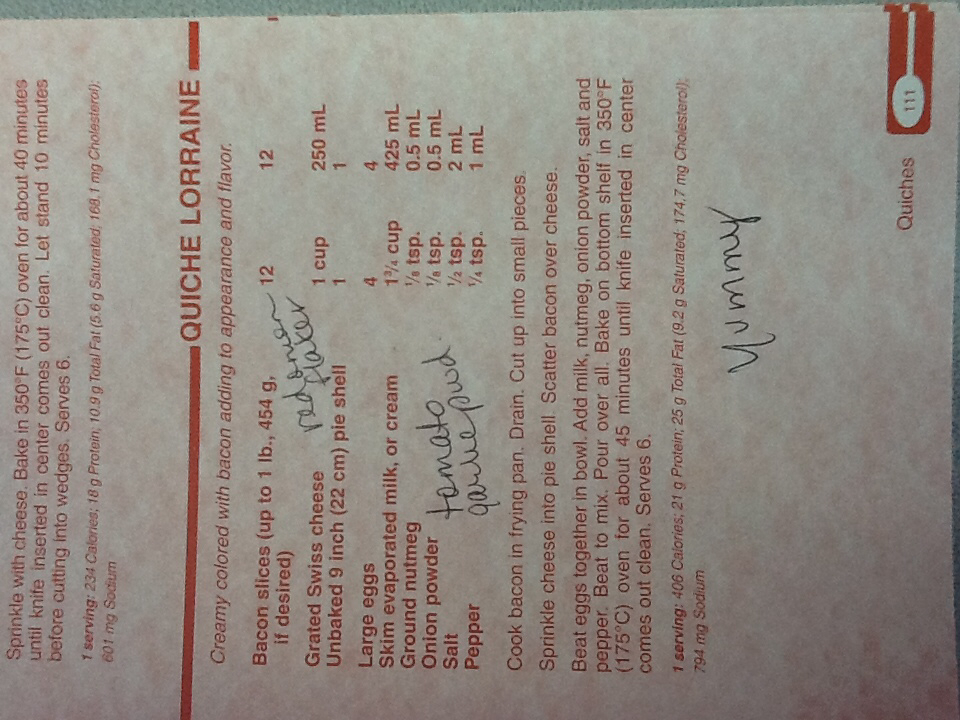 Sprinkle with cheese. Bake in 350°F (175°C) oven for about 40 minutes
until knife inserted in center comes out clean. Let stand 10 minutes
before cutting into wedges. Serves 6.
1 serving: 234 Calories; 18 g Protein; 10.9 g Total Fat (5.6 g Saturated; 168.1 mg Cholesterol);
601 mg Sodium
QUICHE LORRAINE
Creamy colored with bacon adding to appearance and flavor.
Bacon slices (up to 1 lb., 454 g, 12 12
if desired)
red onion
Grated Swiss cheese 1 cup 250 mL
Unbaked 9 inch (22 cm) pie shell 1 1
Large eggs 4 4
Skim evaporated milk, or cream 1³/₄ cup 425 mL
Ground nutmeg ¹/₈ tsp. 0.5 mL
Onion powder ¹/₈ tsp. 0.5 mL
Salt ¹/₂ tsp. 2 mL
Pepper ¹/₄ tsp. 1 mL
tomato
garlic powd.
Cook bacon in frying pan. Drain. Cut up into small pieces.
Sprinkle cheese into pie shell. Scatter bacon over cheese.
Beat eggs together in bowl. Add milk, nutmeg, onion powder, salt and
pepper. Beat to mix. Pour over all. Bake on bottom shelf in 350°F
(175°C) oven for about 45 minutes until knife inserted in center
comes out clean. Serves 6.
1 serving: 406 Calories; 21 g Protein; 25 g Total Fat (9.2 g Saturated; 174.7 mg Cholesterol);
794 mg Sodium
Yummy
Quiches 111